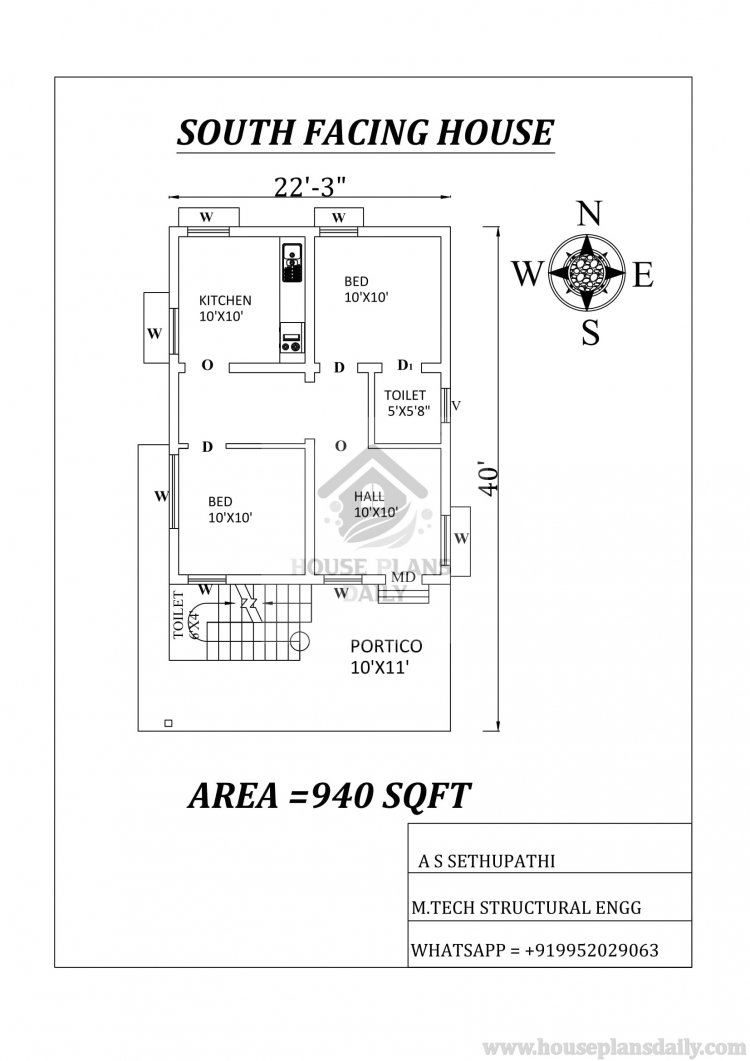 SOUTH FACING HOUSE
22'-3"
W
W
N
W
E
S
KITCHEN
10'X10'
BED
10'X10'
W
O
D
D1
TOILET
5'X5'8"
V
D
O
40'
W
BED
10'X10'
HALL
10'X10'
W
HOUSE PLANS
DAILY
W
W
MD
TOILET
6'X4'
PORTICO
10'X11'
AREA =940 SQFT
A S SETHUPATHI
M.TECH STRUCTURAL ENGG
WHATSAPP = +919952029063
www.houseplansdaily.com